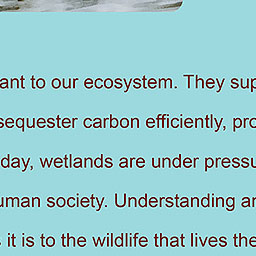 ant to our ecosystem. They sup
sequester carbon efficiently, pro
day, wetlands are under pressu
uman society. Understanding an
it is to the wildlife that lives the